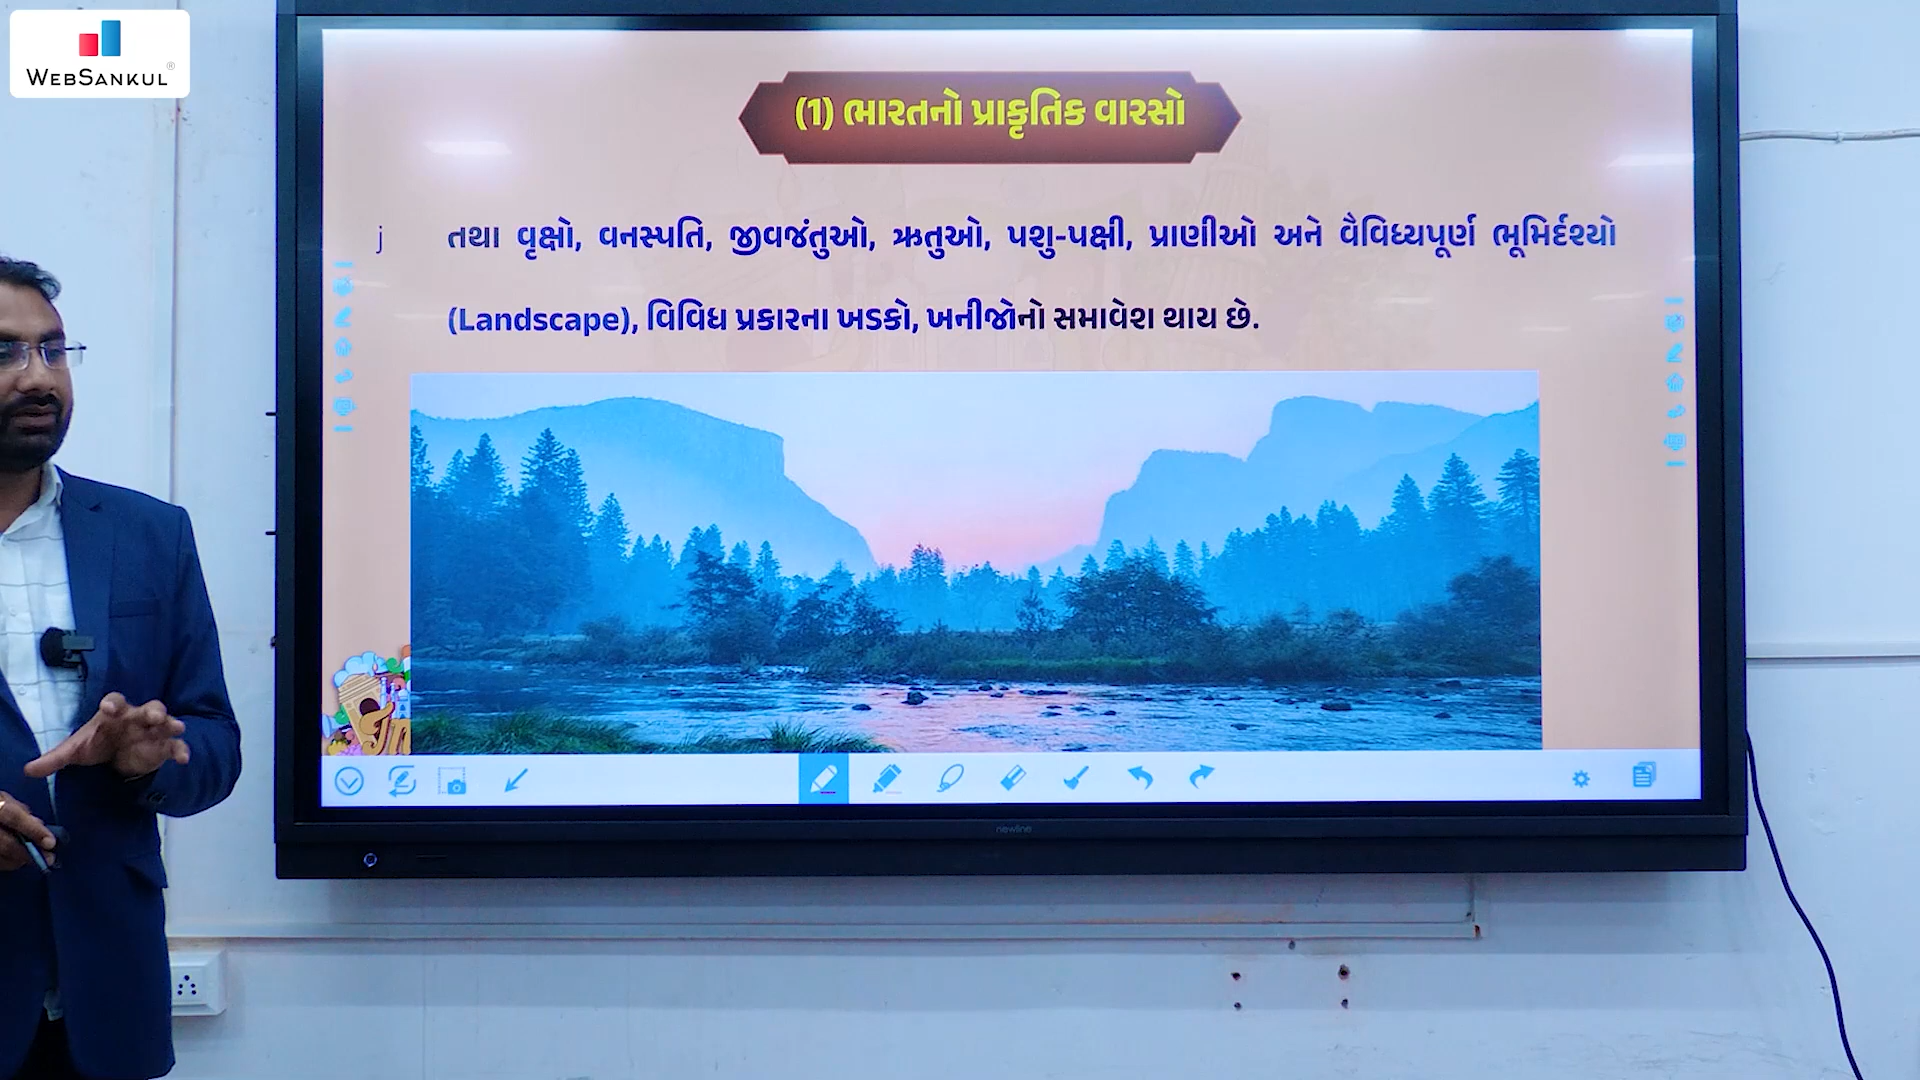 WEBSANKUL®
(1) ભારતનો પ્રાકૃતિક વારસો
j તથા વૃક્ષો, વનસ્પતિ, જીવજંતુઓ, ઋતુઓ, પશુ-પક્ષી, પ્રાણીઓ અને વૈવિધ્યપૂર્ણ ભૂમિર્દશ્યો
(Landscape), વિવિધ પ્રકારના ખડકો, ખનીજોનો સમાવેશ થાય છે.
newline